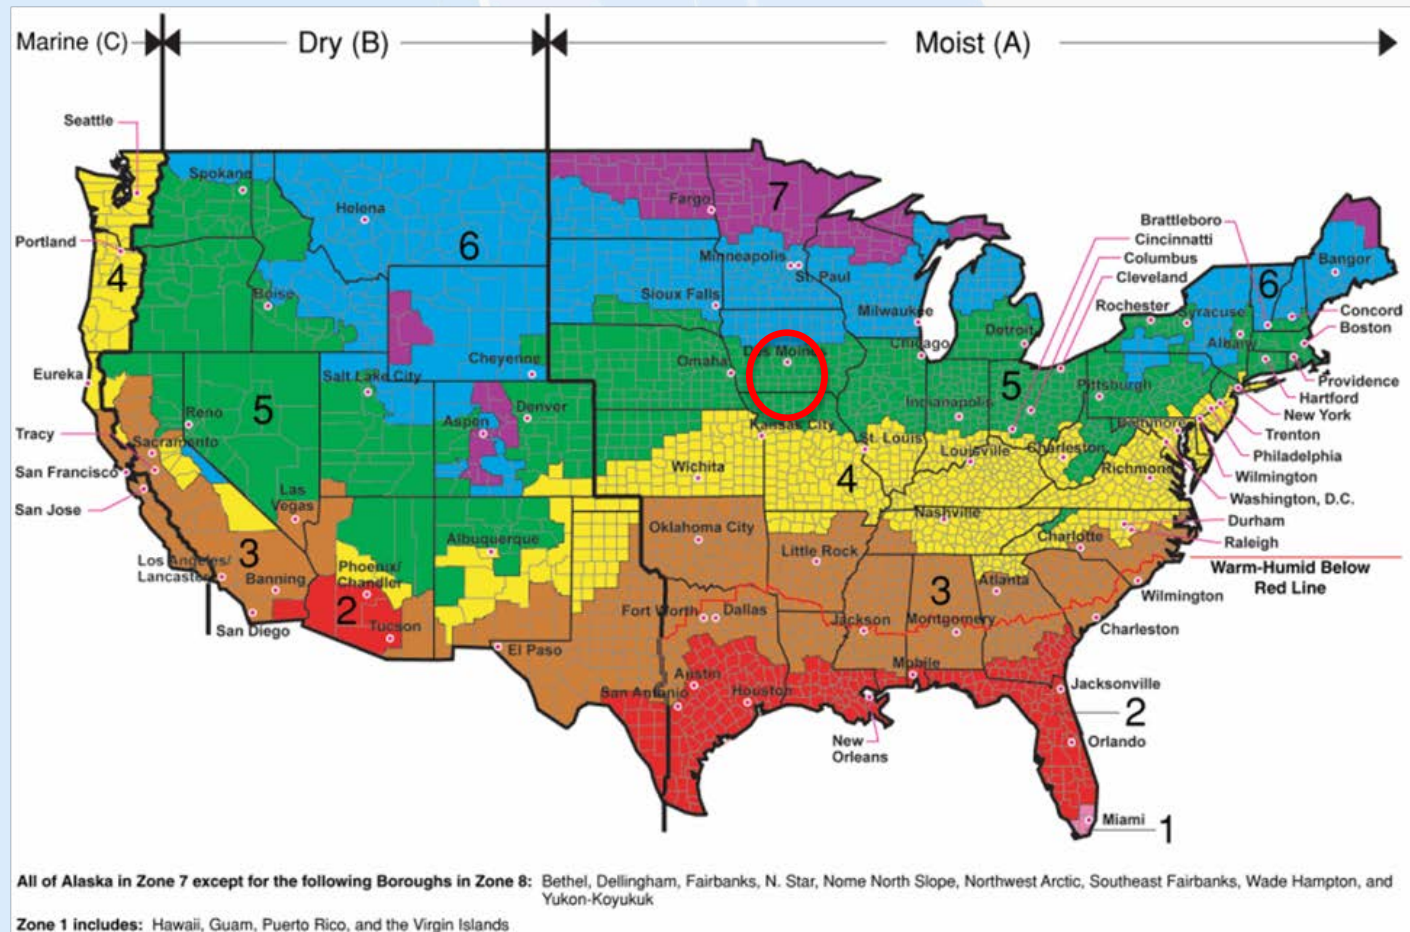 Marine (C)
Dry (B)
Moist (A)
Seattle
Spokane
Helena
Fargo
7
Brattleboro
Cincinnatti
Columbus
Cleveland
Portland
4
6
Minneapolis
St. Paul
Bangor
6
Boise
Sioux Falls
Milwaukee
Rochester
Syracuse
Concord
Boston
Detroit
Albany
Chicago
Des Moines
Omaha
Cheyenne
Eureka
Salt Lake City
5
Pittsburgh
Providence
Hartford
New York
Reno
5
Denver
Aspen
Indianapolis
Kansas City
Baltimore
Trenton
Tracy
Sacramento
St. Louis
Louisville
Charleston
Philadelphia
San Francisco
Wichita
4
Richmond
Wilmington
Las
Vegas
Washington, D.C.
San Jose
Nashville
Durham
Oklahoma City
Charlotte
Raleigh
Albuquerque
3
Little Rock
Los Angeles/
Lancaster
Phoenix/
Chandler
Banning
Atlanta
Warm-Humid Below
Red Line
2
3
Wilmington
Fort Worth
Dallas
Jackson
Montgomery
San Diego
Tucson
Charleston
El Paso
Mobile
Austin
San Antonio
Houston
Jacksonville
2
New
Orleans
Orlando
Miami
1
All of Alaska in Zone 7 except for the following Boroughs in Zone 8: Bethel, Dellingham, Fairbanks, N. Star, Nome North Slope, Northwest Arctic, Southeast Fairbanks, Wade Hampton, and
Yukon-Koyukuk
Zone 1 includes: Hawaii, Guam, Puerto Rico, and the Virgin Islands